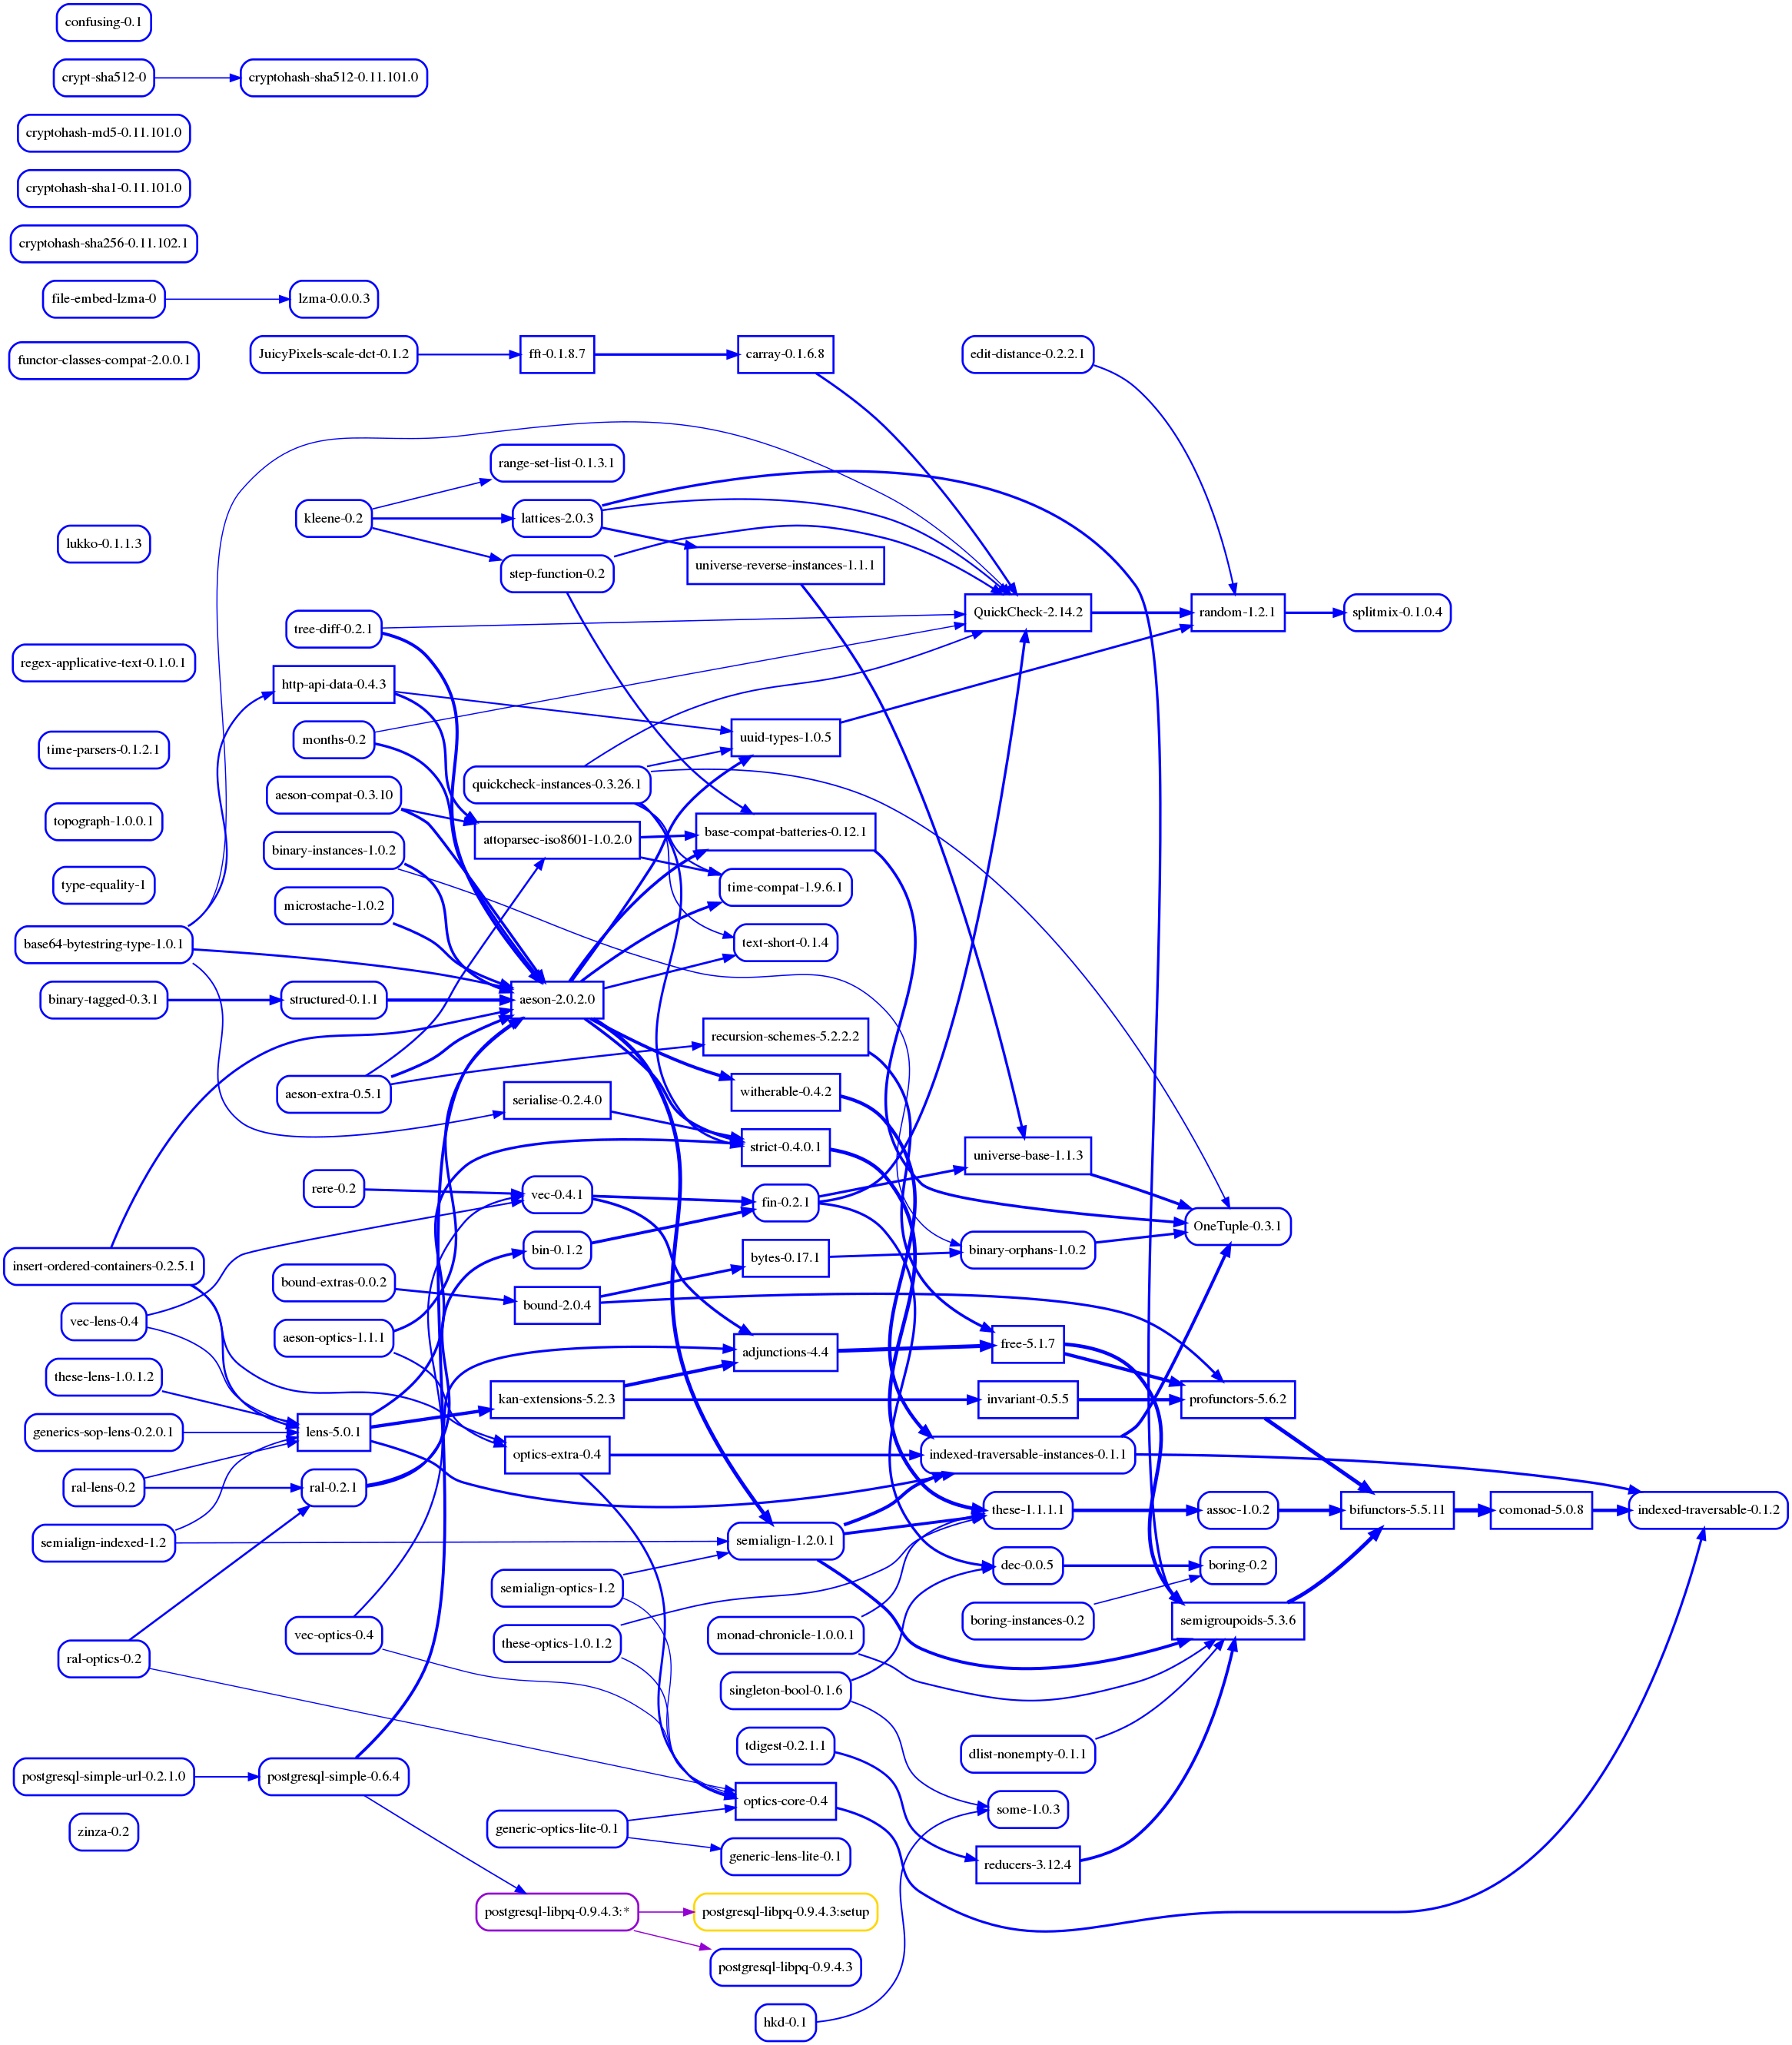 confusing-0.1
crypt-sha512-0
cryptohash-sha512-0.11.101.0
cryptohash-md5-0.11.101.0
cryptohash-sha1-0.11.101.0
cryptohash-sha256-0.11.102.1
file-embed-lzma-0
lzma-0.0.0.3
functor-classes-compat-2.0.0.1
JuicyPixels-scale-dct-0.1.2
fft-0.1.8.7
carray-0.1.6.8
edit-distance-0.2.2.1
range-set-list-0.1.3.1
kleene-0.2
lattices-2.0.3
lukko-0.1.1.3
step-function-0.2
universe-reverse-instances-1.1.1
tree-diff-0.2.1
QuickCheck-2.14.2
random-1.2.1
splitmix-0.1.0.4
regex-applicative-text-0.1.0.1
http-api-data-0.4.3
months-0.2
uuid-types-1.0.5
time-parsers-0.1.2.1
quickcheck-instances-0.3.26.1
aeson-compat-0.3.10
topograph-1.0.0.1
attoparsec-iso8601-1.0.2.0
base-compat-batteries-0.12.1
binary-instances-1.0.2
type-equality-1
time-compat-1.9.6.1
microstache-1.0.2
base64-bytestring-type-1.0.1
text-short-0.1.4
binary-tagged-0.3.1
structured-0.1.1
aeson-2.0.2.0
recursion-schemes-5.2.2.2
aeson-extra-0.5.1
serialise-0.2.4.0
witherable-0.4.2
strict-0.4.0.1
universe-base-1.1.3
rere-0.2
vec-0.4.1
fin-0.2.1
OneTuple-0.3.1
insert-ordered-containers-0.2.5.1
bin-0.1.2
bytes-0.17.1
binary-orphans-1.0.2
bound-extras-0.0.2
bound-2.0.4
vec-lens-0.4
aeson-optics-1.1.1
adjunctions-4.4
free-5.1.7
these-lens-1.0.1.2
kan-extensions-5.2.3
invariant-0.5.5
profunctors-5.6.2
generics-sop-lens-0.2.0.1
lens-5.0.1
optics-extra-0.4
indexed-traversable-instances-0.1.1
ral-lens-0.2
ral-0.2.1
these-1.1.1.1
assoc-1.0.2
bifunctors-5.5.11
comonad-5.0.8
indexed-traversable-0.1.2
semialign-indexed-1.2
semialign-1.2.0.1
dec-0.0.5
boring-0.2
semialign-optics-1.2
boring-instances-0.2
semigroupoids-5.3.6
vec-optics-0.4
these-optics-1.0.1.2
monad-chronicle-1.0.0.1
ral-optics-0.2
singleton-bool-0.1.6
tdigest-0.2.1.1
dlist-nonempty-0.1.1
postgresql-simple-url-0.2.1.0
postgresql-simple-0.6.4
optics-core-0.4
some-1.0.3
zinza-0.2
generic-optics-lite-0.1
generic-lens-lite-0.1
reducers-3.12.4
postgresql-libpq-0.9.4.3:*
postgresql-libpq-0.9.4.3:setup
postgresql-libpq-0.9.4.3
hkd-0.1